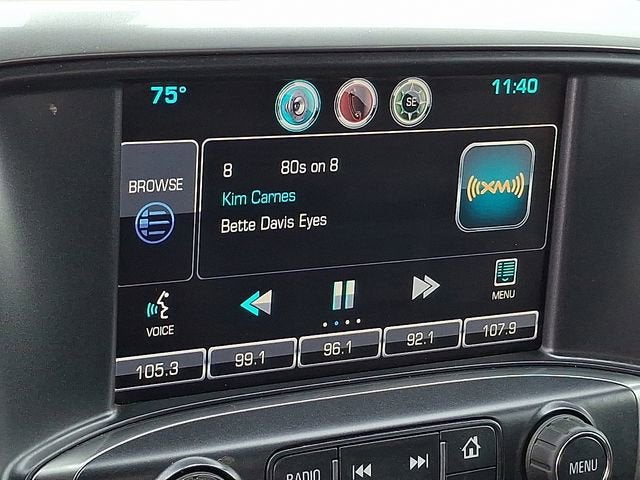 75°
SE
11:40
BROWSE
8 80s on 8
Kim Carnes
Bette Davis Eyes
((XM))
VOICE
MENU
105.3
99.1
96.1
92.1
107.9
RADIO
MENU